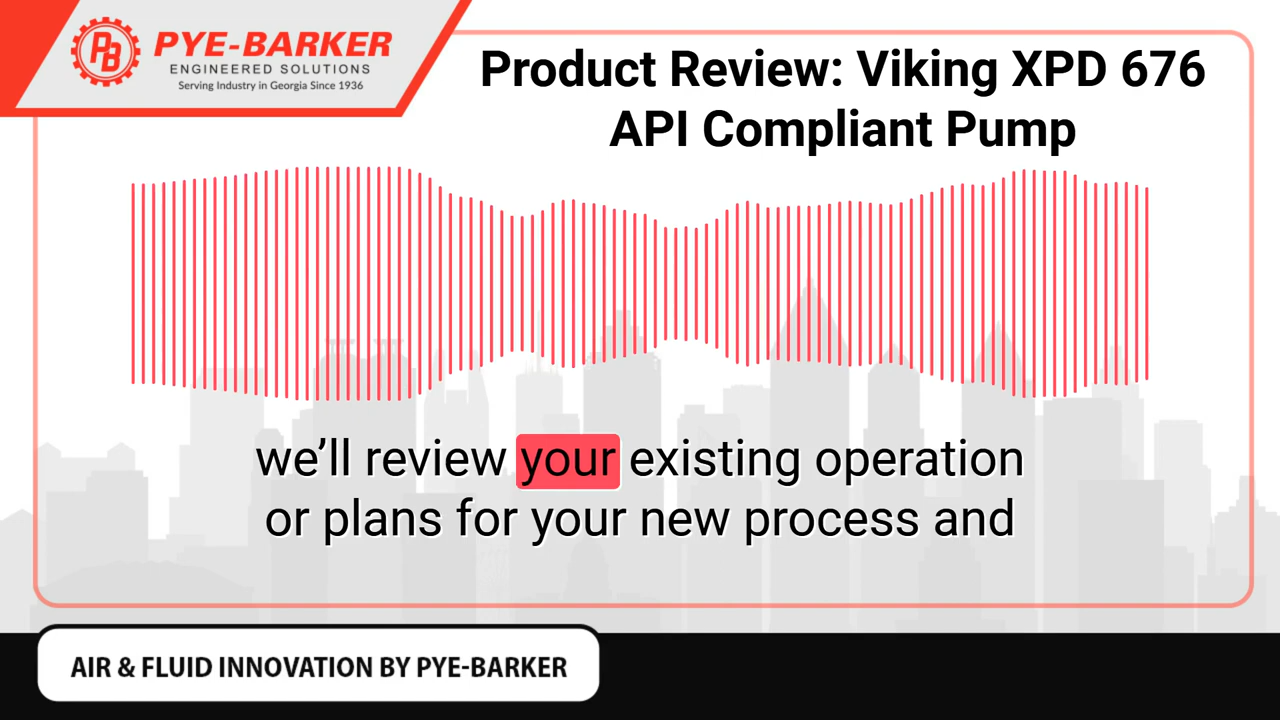 PB
PYE-BARKER
ENGINEERED SOLUTIONS
Serving Industry in Georgia Since 1936
Product Review: Viking XPD 676
API Compliant Pump
we’ll review your existing operation
or plans for your new process and
AIR & FLUID INNOVATION BY PYE-BARKER